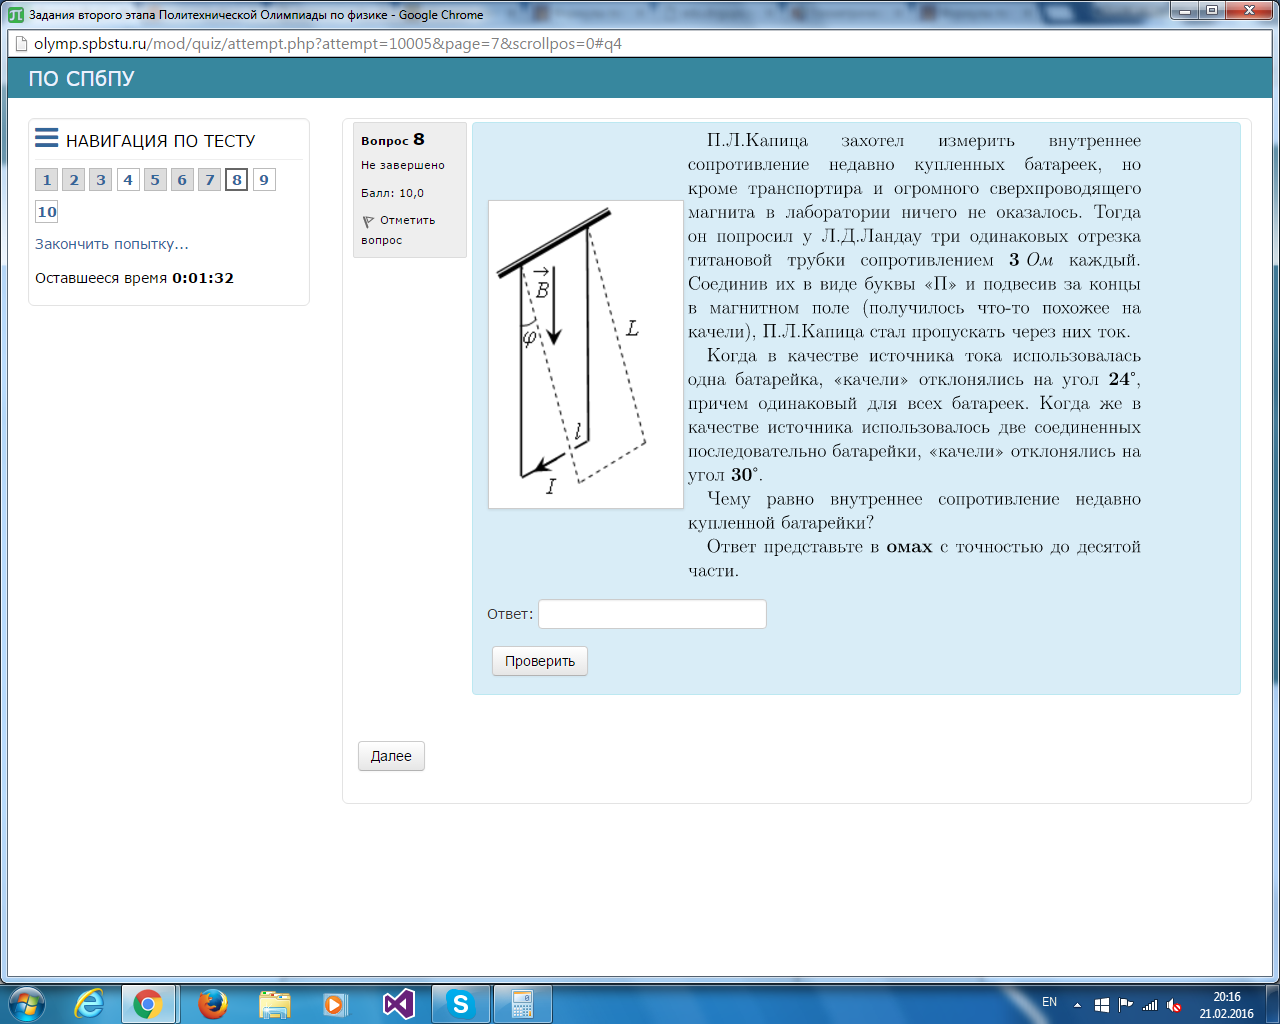 Задания второго этапа Политехнической Олимпиады по физике - Google Chrome
olymp.spbstu.ru/mod/quiz/attempt.php?attempt=10005&page=7&scrollpos=0#q4
ПО СПбПУ
НАВИГАЦИЯ ПО ТЕСТУ
1 2 3 4 5 6 7 8 9
10
Закончить попытку...
Оставшееся время 0:01:32
Вопрос 8
Не завершено
Балл: 10,0
Отметить
вопрос
B
φ
L
l
I
П.Л.Капица захотел измерить внутреннее
сопротивление недавно купленных батареек, но
кроме транспортира и огромного сверхпроводящего
магнита в лаборатории ничего не оказалось. Тогда
он попросил у Л.Д.Ландау три одинаковых отрезка
титановой трубки сопротивлением 3 Ом каждый.
Соединив их в виде буквы «П» и подвесив за концы
в магнитном поле (получилось что-то похожее на
качели), П.Л.Капица стал пропускать через них ток.
Когда в качестве источника тока использовалась
одна батарейка, «качели» отклонялись на угол 24°,
причем одинаковый для всех батареек. Когда же в
качестве источника использовалось две соединенных
последовательно батарейки, «качели» отклонялись на
угол 30°.
Чему равно внутреннее сопротивление недавно
купленной батарейки?
Ответ представьте в омах с точностью до десятой
части.
Ответ:
Проверить
Далее
EN
20:16
21.02.2016